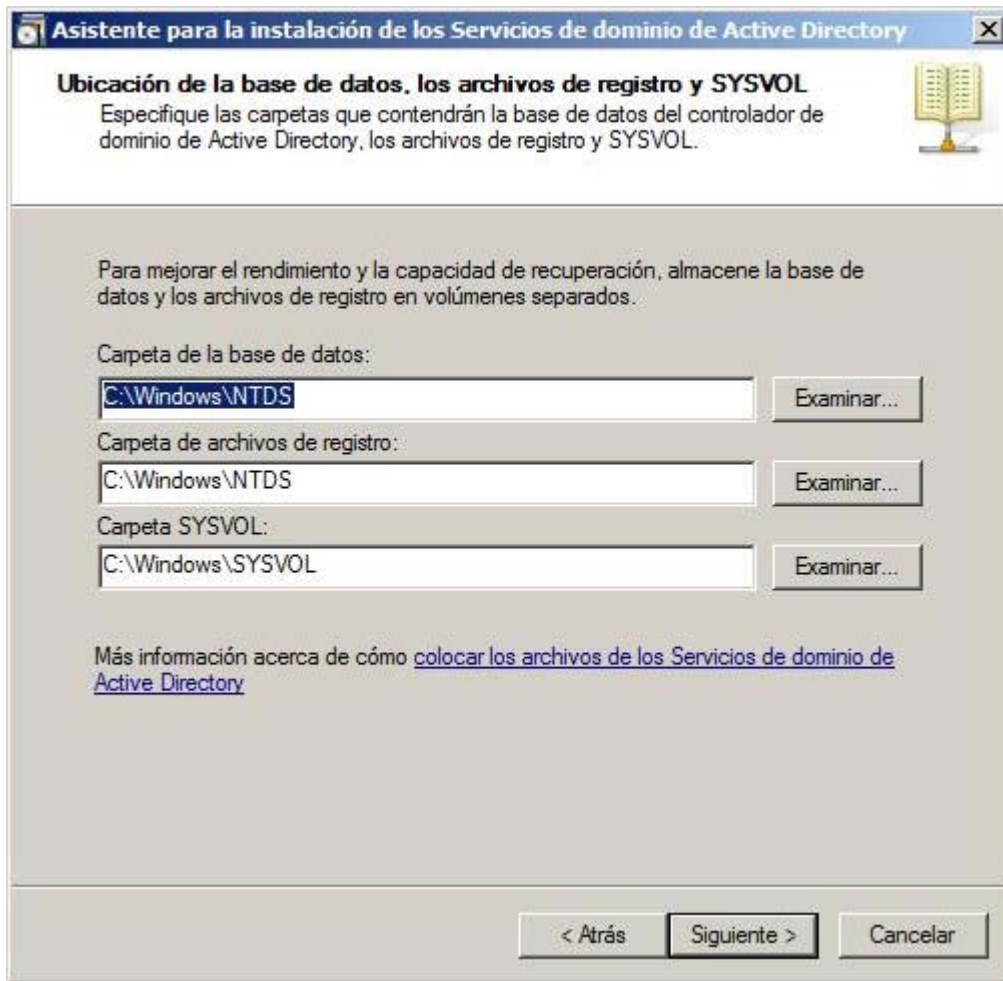 Asistente para la instalación de los Servicios de dominio de Active Directory
Ubicación de la base de datos, los archivos de registro y SYSVOL
Especifique las carpetas que contendrán la base de datos del controlador de
dominio de Active Directory, los archivos de registro y SYSVOL.
Para mejorar el rendimiento y la capacidad de recuperación, almacene la base de
datos y los archivos de registro en volúmenes separados.
Carpeta de la base de datos:
C:\Windows\NTDS
Examinar...
Carpeta de archivos de registro:
C:\Windows\NTDS
Examinar...
Carpeta SYSVOL:
C:\Windows\SYSVOL
Examinar...
Más información acerca de cómo colocar los archivos de los Servicios de dominio de
Active Directory
< Atrás
Siguiente >
Cancelar